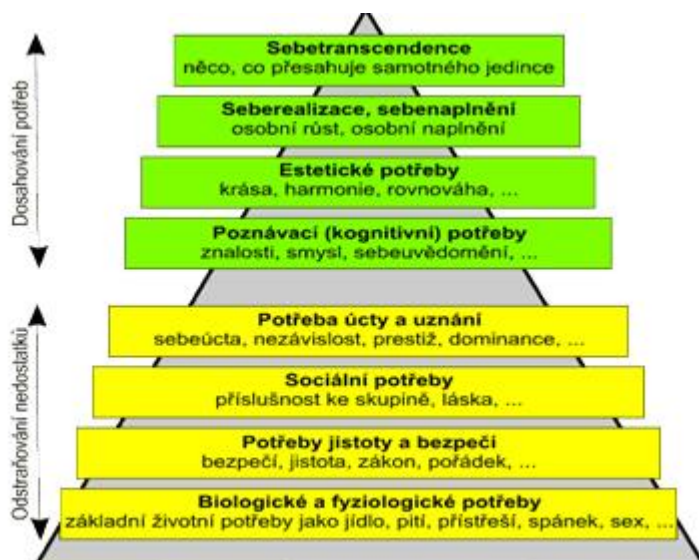 Sebetranscendence
něco, co přesahuje samotného jedince
Seberealizace, sebenaplnění
osobní růst, osobní naplnění
Estetické potřeby
krása, harmonie, rovnováha, ...
Poznávací (kognitivní) potřeby
znalosti, smysl, sebeuvědomění, ...
Dosahování potřeb
Potřeba úcty a uznání
sebeúcta, nezávislost, prestiž, dominance, ...
Sociální potřeby
příslušnost ke skupině, láska, ...
Potřeby jistoty a bezpečí
bezpečí, jistota, zákon, pořádek, ...
Biologické a fyziologické potřeby
základní životní potřeby jako jídlo, pití, přístřeší, spánek, sex, ...
Odstraňování nedostatků